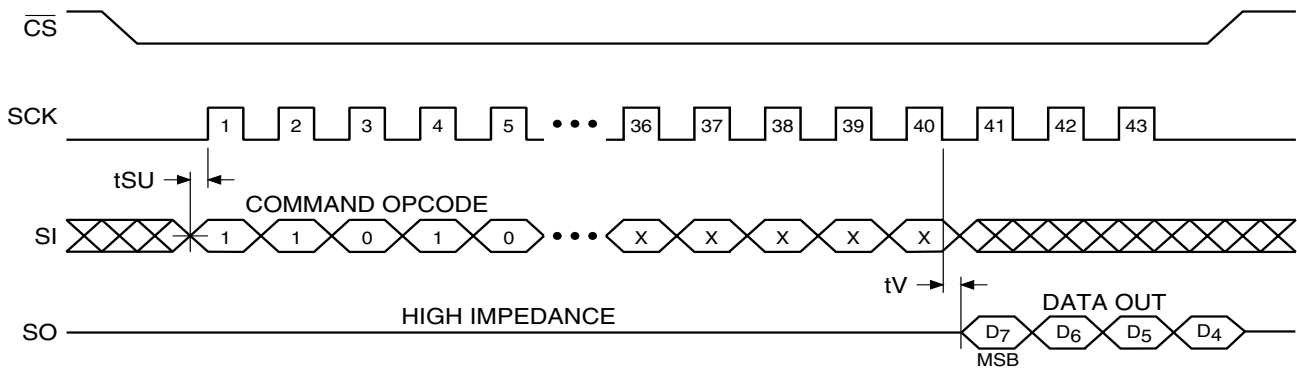 CS
SCK
1 2 3 4 5 ••• 36 37 38 39 40 41 42 43
tSU
COMMAND OPCODE
SI
1 1 0 1 0 ••• X X X X X
tV
DATA OUT
HIGH IMPEDANCE
SO
D7 D6 D5 D4
MSB